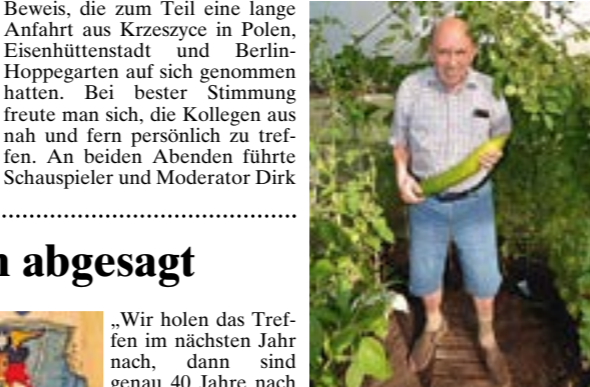 Beweis, die zum Teil eine lange
Anfahrt aus Krzeszyce in Polen,
Eisenhüttenstadt und Berlin-
Hoppegarten auf sich genommen
hatten. Bei bester Stimmung
freute man sich, die Kollegen aus
nah und fern persönlich zu tref-
fen. An beiden Abenden führte
Schauspieler und Moderator Dirk
abgesagt
„Wir holen das Tref-
fen im nächsten Jahr
nach, dann sind
genau 40 Jahre nach